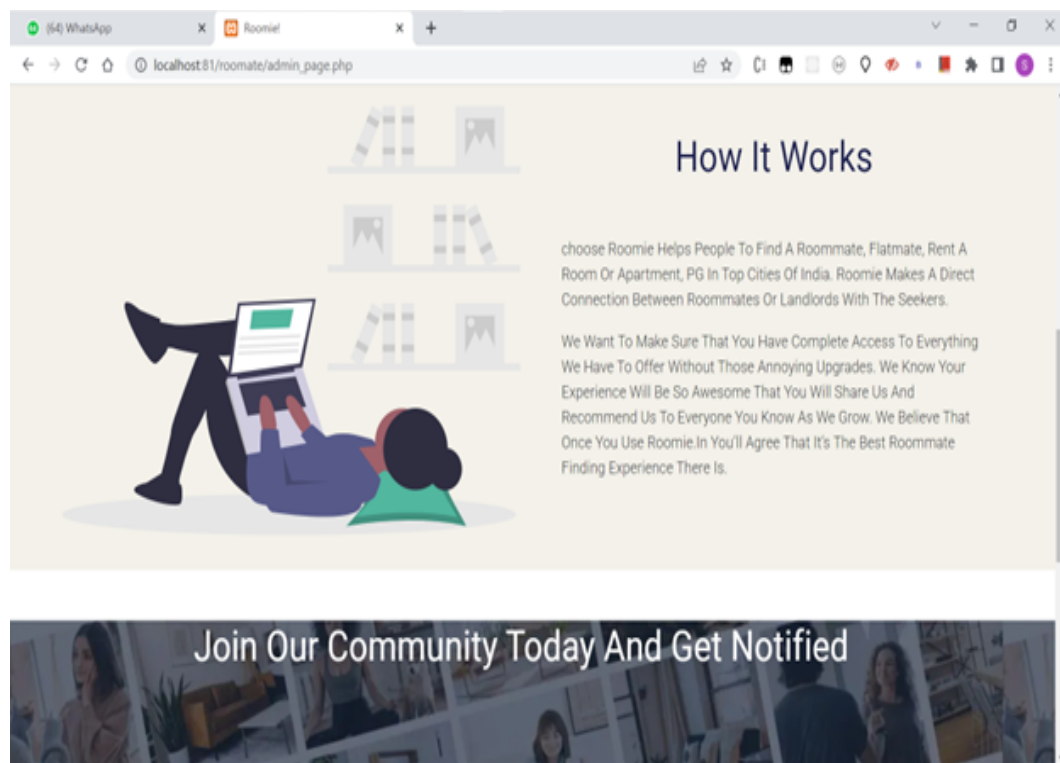 (64) WhatsApp
Roomie!
localhost:81/roomate/admin_page.php
S
How It Works
choose Roomie Helps People To Find A Roommate, Flatmate, Rent A
Room Or Apartment, PG In Top Cities Of India. Roomie Makes A Direct
Connection Between Roommates Or Landlords With The Seekers.
We Want To Make Sure That You Have Complete Access To Everything
We Have To Offer Without Those Annoying Upgrades. We Know Your
Experience Will Be So Awesome That You Will Share Us And
Recommend Us To Everyone You Know As We Grow. We Believe That
Once You Use Roomie.In You'll Agree That It's The Best Roommate
Finding Experience There Is.
Join Our Community Today And Get Notified